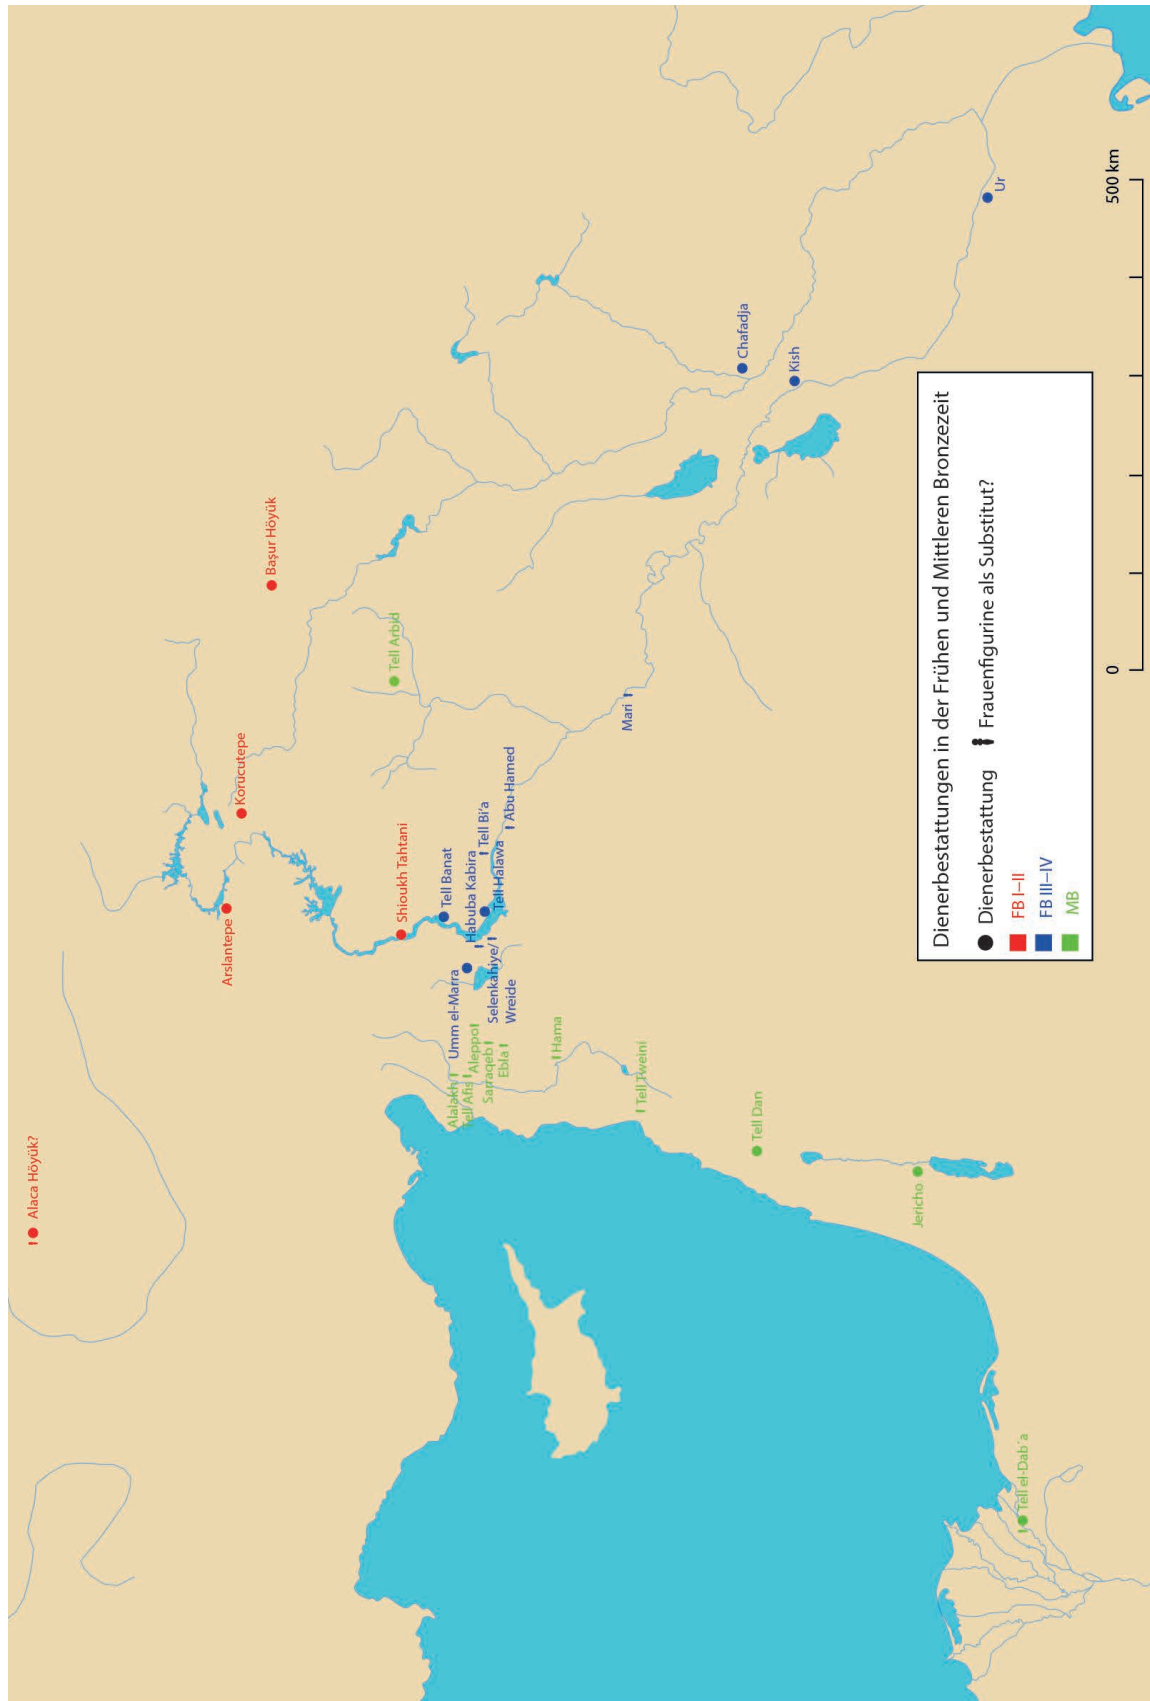 Alaca Höyük?
Arslantepe
Korucutepe
Başur Höyük
Shioukh Tahtani
Tell Arbid
Tell Banat
Umm el-Marra
Habuba Kabira
Tell Bi'a
Tell Halawa
Abu Hamed
Selenkahiye/
Wreide
Alalakh
Tell Afis
Aleppo
Sarraqeb
Ebla
Hama
Tell Tweini
Mari
Tell Dan
Jericho
Tell el-Dab´a
Chafadja
Kish
Ur
Dienerbestattungen in der Frühen und Mittleren Bronzezeit
Dienerbestattung
Frauenfigurine als Substitut?
FB I–II
FB III–IV
MB
0
500 km